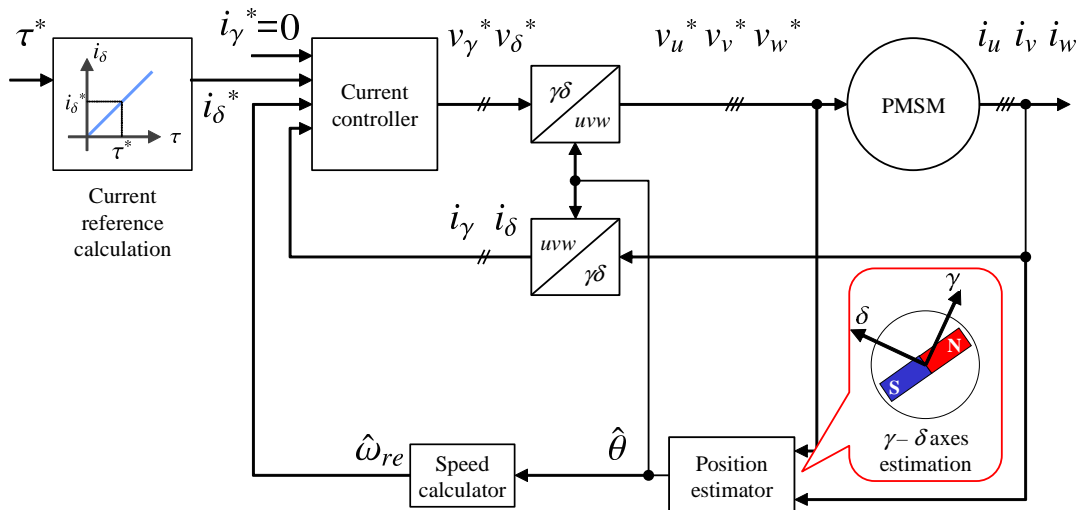 τ*
i_γ*=0
v_γ* v_δ*
v_u* v_v* v_w*
i_u i_v i_w
i_δ
i_δ*
τ*
τ
i_δ*
Current
controller
γδ
uvw
PMSM
Current
reference
calculation
i_γ i_δ
uvw
γδ
γ
δ
N
S
γ – δ axes
estimation
ω̂_re
Speed
calculator
θ̂
Position
estimator